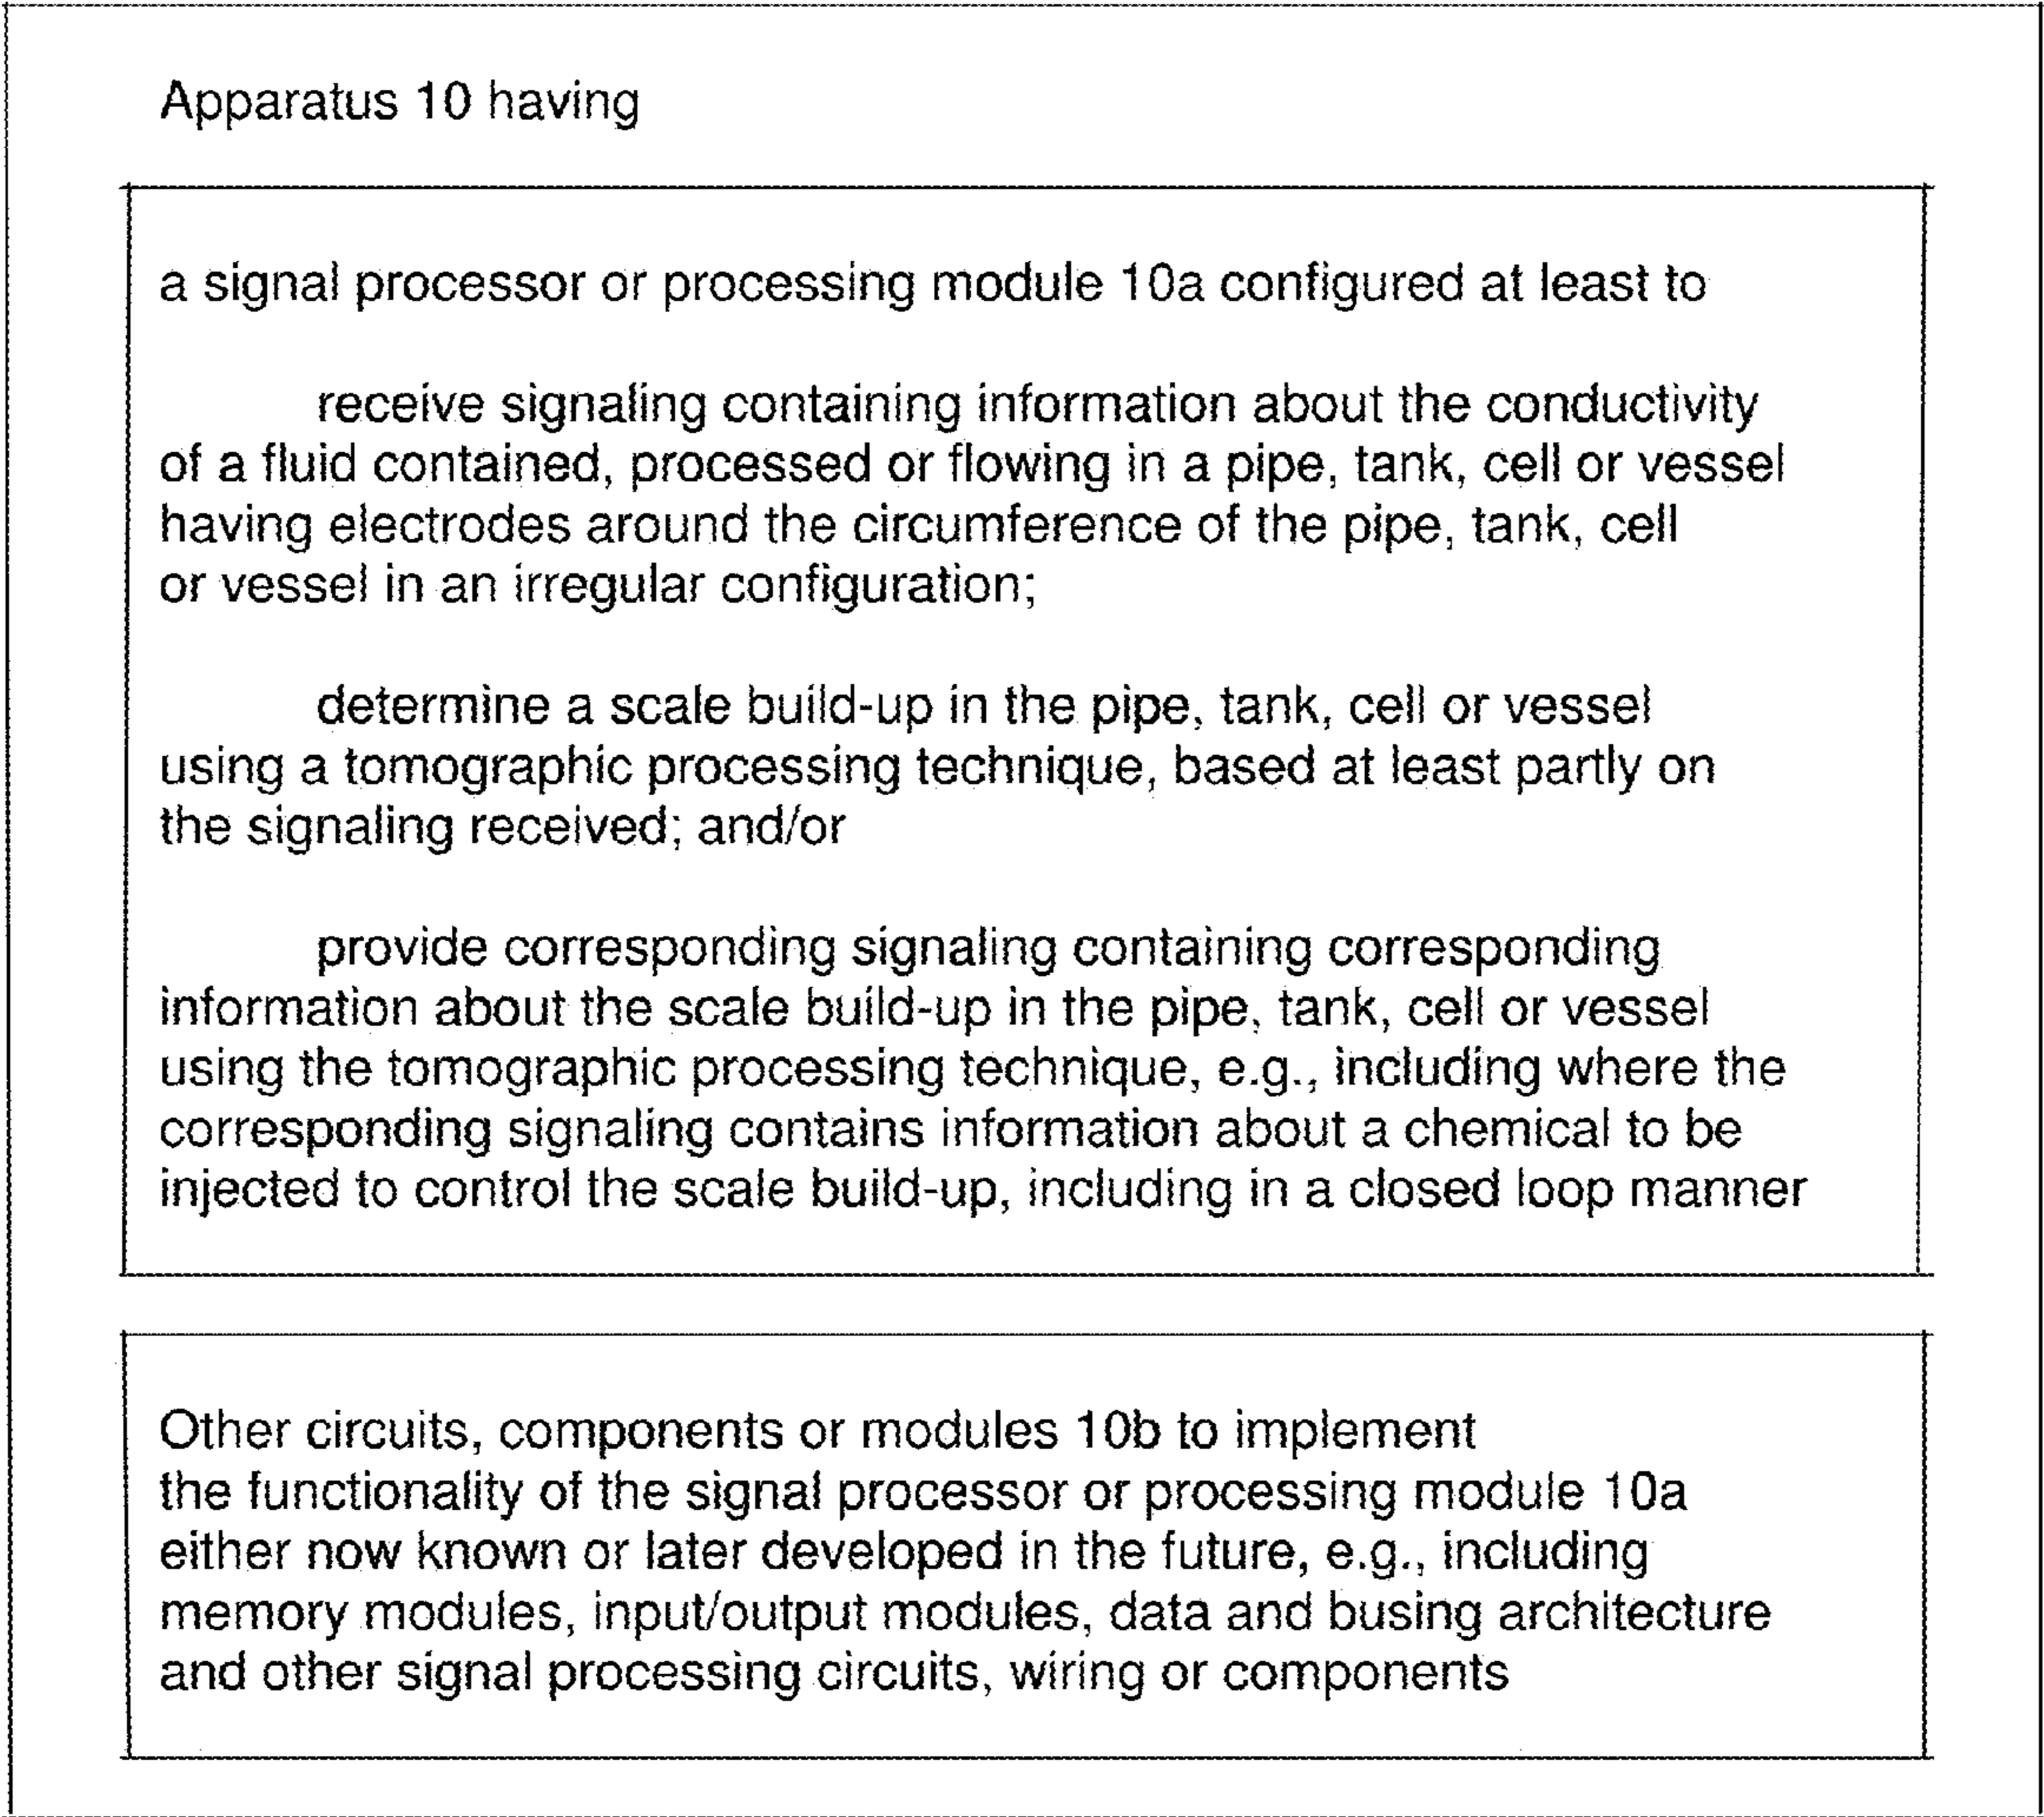 Apparatus 10 having
a signal processor or processing module 10a configured at least to
receive signaling containing information about the conductivity
of a fluid contained, processed or flowing in a pipe, tank, cell or vessel
having electrodes around the circumference of the pipe, tank, cell
or vessel in an irregular configuration;
determine a scale build-up in the pipe, tank, cell or vessel
using a tomographic processing technique, based at least partly on
the signaling received; and/or
provide corresponding signaling containing corresponding
information about the scale build-up in the pipe, tank, cell or vessel
using the tomographic processing technique, e.g., including where the
corresponding signaling contains information about a chemical to be
injected to control the scale build-up, including in a closed loop manner
Other circuits, components or modules 10b to implement
the functionality of the signal processor or processing module 10a
either now known or later developed in the future, e.g., including
memory modules, input/output modules, data and busing architecture
and other signal processing circuits, wiring or components